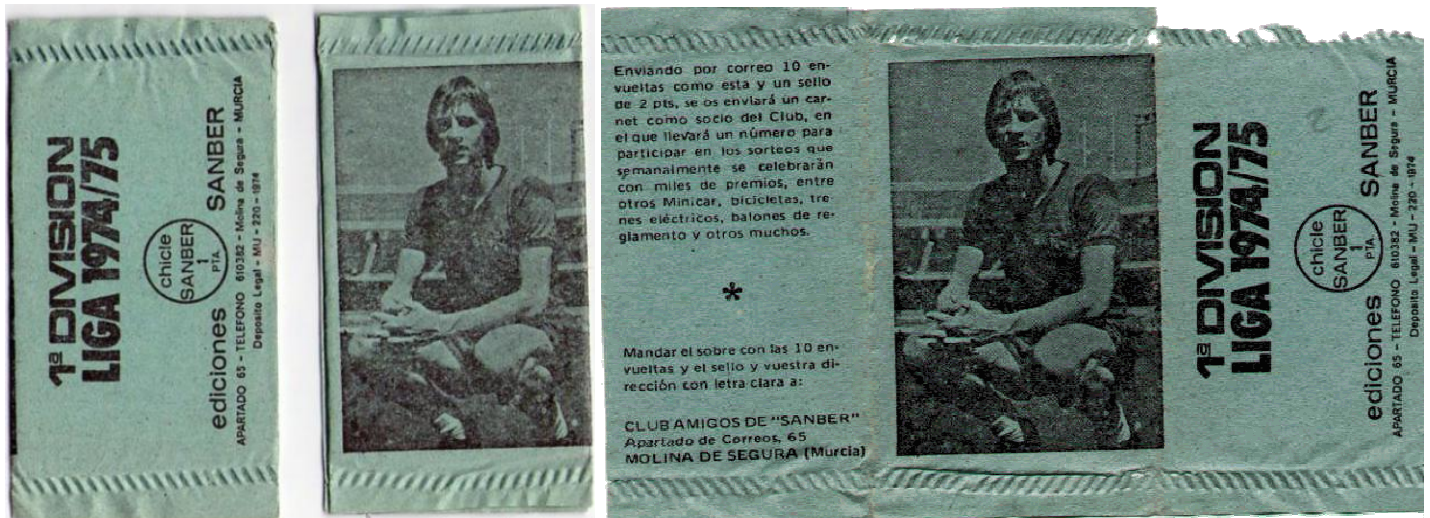 1ª DIVISION
LIGA 1974/75
chicle
SANBER
1
PTA.
ediciones SANBER
APARTADO 65 - TELEFONO 610382 - Molina de Segura - MURCIA
Deposito Legal - MU - 220 - 1974
Enviando por correo 10 en-
vueltas como esta y un sello
de 2 pts, se os enviará un car-
net como socio del Club, en
el que llevará un número para
participar en los sorteos que
semanalmente se celebrarán
con miles de premios, entre
otros Minicar, bicicletas, tre
nes eléctricos, balones de re-
glamento y otros muchos.
*
Mandar el sobre con las 10 en-
vueltas y el sello y vuestra di-
rección con letra clara a:
CLUB AMIGOS DE "SANBER"
Apartado de Correos, 65
MOLINA DE SEGURA (Murcia)
1ª DIVISION
LIGA 1974/75
chicle
SANBER
1
PTA.
ediciones SANBER
APARTADO 65 - TELEFONO 610382 - Molina de Segura - MURCIA
Deposito Legal - MU - 220 - 1974